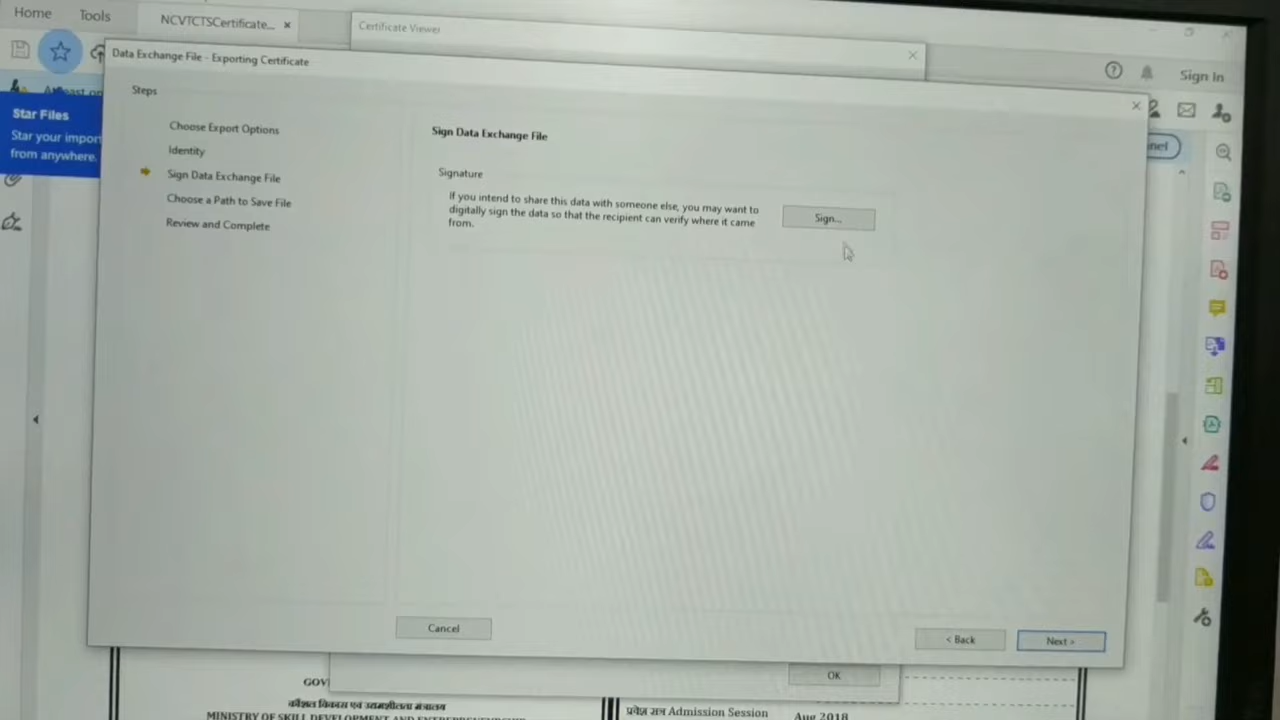 Home
Tools
NCVTCTSCertificate...
Certificate Viewer
Data Exchange File - Exporting Certificate
Sign In
Star Files
Star your impor
from anywhere.
Steps
Choose Export Options
Identity
Sign Data Exchange File
Choose a Path to Save File
Review and Complete
Sign Data Exchange File
Signature
If you intend to share this data with someone else, you may want to
digitally sign the data so that the recipient can verify where it came
from.
Sign...
nel
Cancel
< Back
Next >
OK
GOV
कौशल विकास एवं उद्यमशीलता मंत्रालय
MINISTRY OF SKILL DEVELOPMENT AND ENTREPRENEURSHIP
प्रवेश सत्र Admission Session
Aug 2018